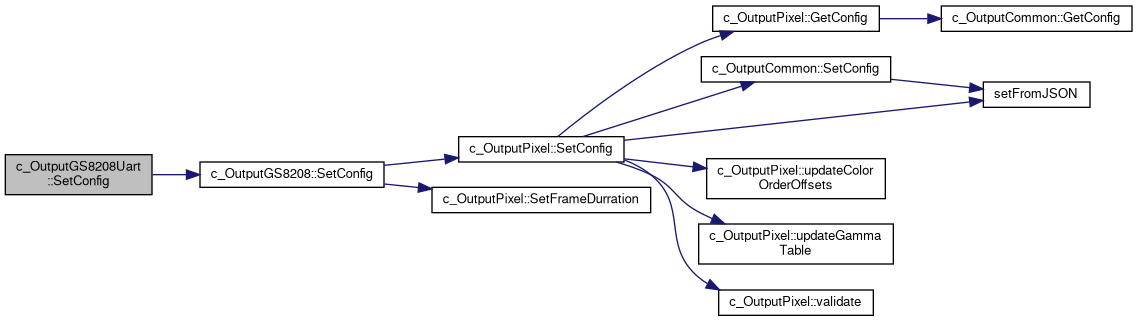 c_OutputPixel::GetConfig
c_OutputCommon::GetConfig
c_OutputCommon::SetConfig
setFromJSON
c_OutputPixel::SetConfig
c_OutputGS8208Uart
::SetConfig
c_OutputGS8208::SetConfig
c_OutputPixel::updateColor
OrderOffsets
c_OutputPixel::SetFrameDurration
c_OutputPixel::updateGamma
Table
c_OutputPixel::validate